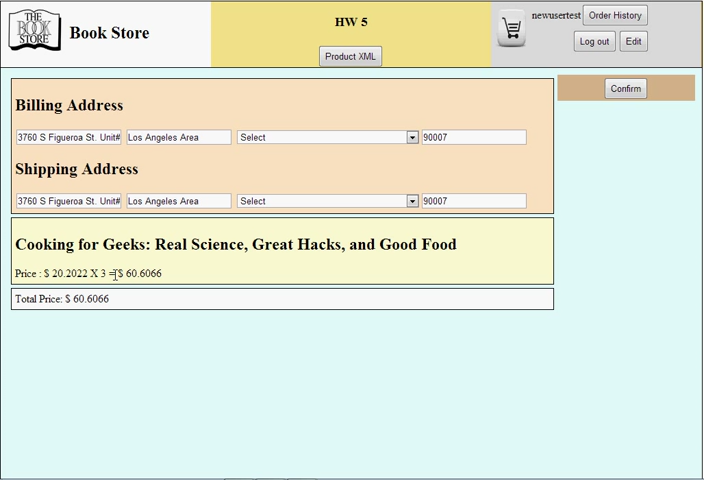 THE
BOOK
STORE
Book Store
HW 5
Product XML
newusertest
Order History
Log out
Edit
Confirm
Billing Address
3760 S Figueroa St. Unit#
Los Angeles Area
Select
90007
Shipping Address
3760 S Figueroa St. Unit#
Los Angeles Area
Select
90007
Cooking for Geeks: Real Science, Great Hacks, and Good Food
Price : $ 20.2022 X 3 = $ 60.6066
Total Price: $ 60.6066